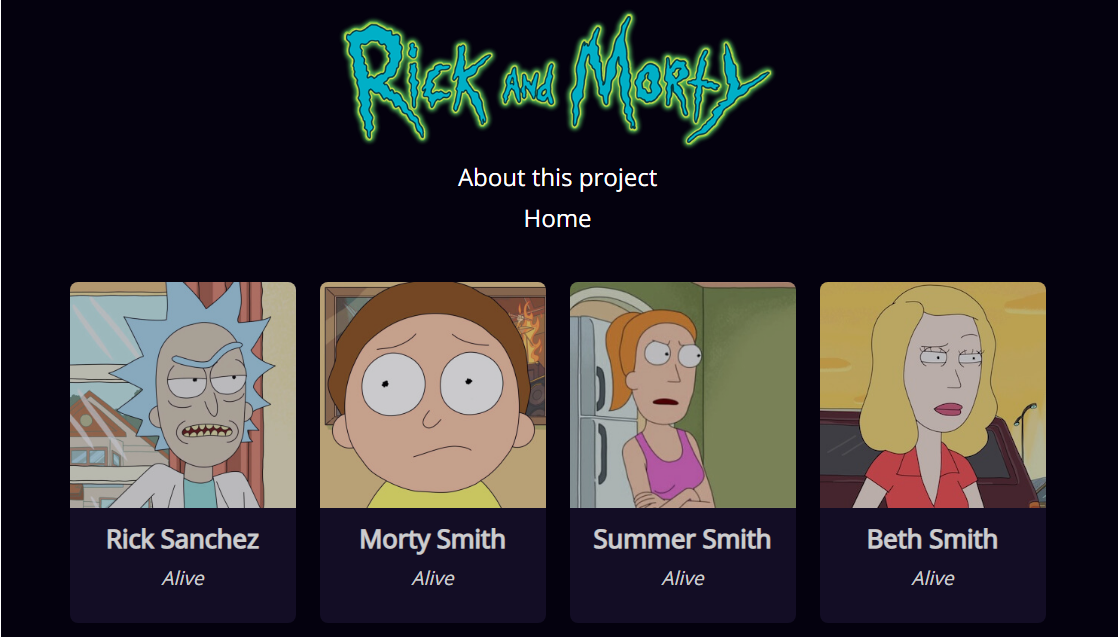 Rick and Morty
About this project
Home
Rick Sanchez
Alive
Morty Smith
Alive
Summer Smith
Alive
Beth Smith
Alive